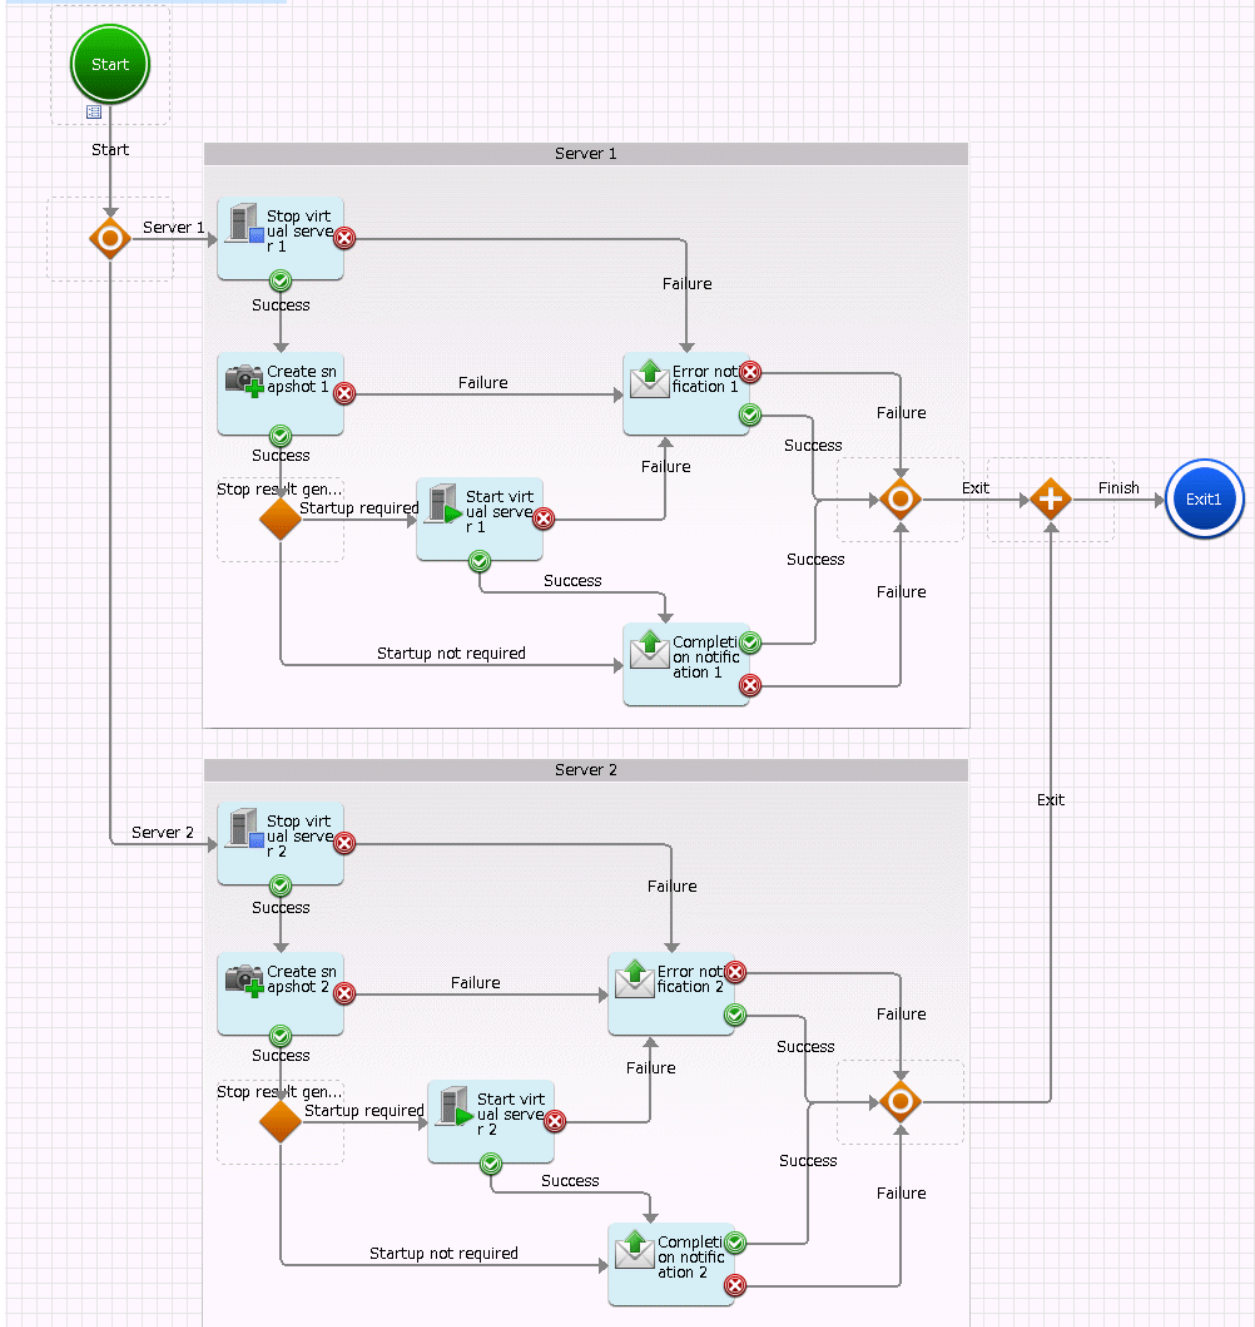 Start
Start
Server 1
Server 1
Stop virt
ual serve
r 1
Failure
Success
Create sn
apshot 1
Failure
Error noti
fication 1
Failure
Success
Success
Failure
Stop result gen...
Startup required
Start virt
ual serve
r 1
Exit
Finish
Exit1
Success
Success
Failure
Startup not required
Completi
on notific
ation 1
Server 2
Exit
Server 2
Stop virt
ual serve
r 2
Failure
Success
Create sn
apshot 2
Failure
Error noti
fication 2
Failure
Success
Success
Failure
Stop result gen...
Startup required
Start virt
ual serve
r 2
Success
Success
Failure
Startup not required
Completi
on notific
ation 2